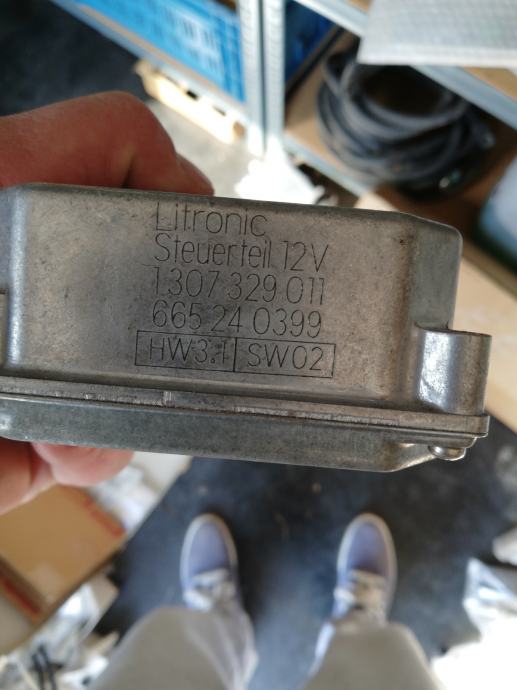 Litronic
Steuerteil 12V
1 307 329 011
665 24 0399
HW3.1 SW02